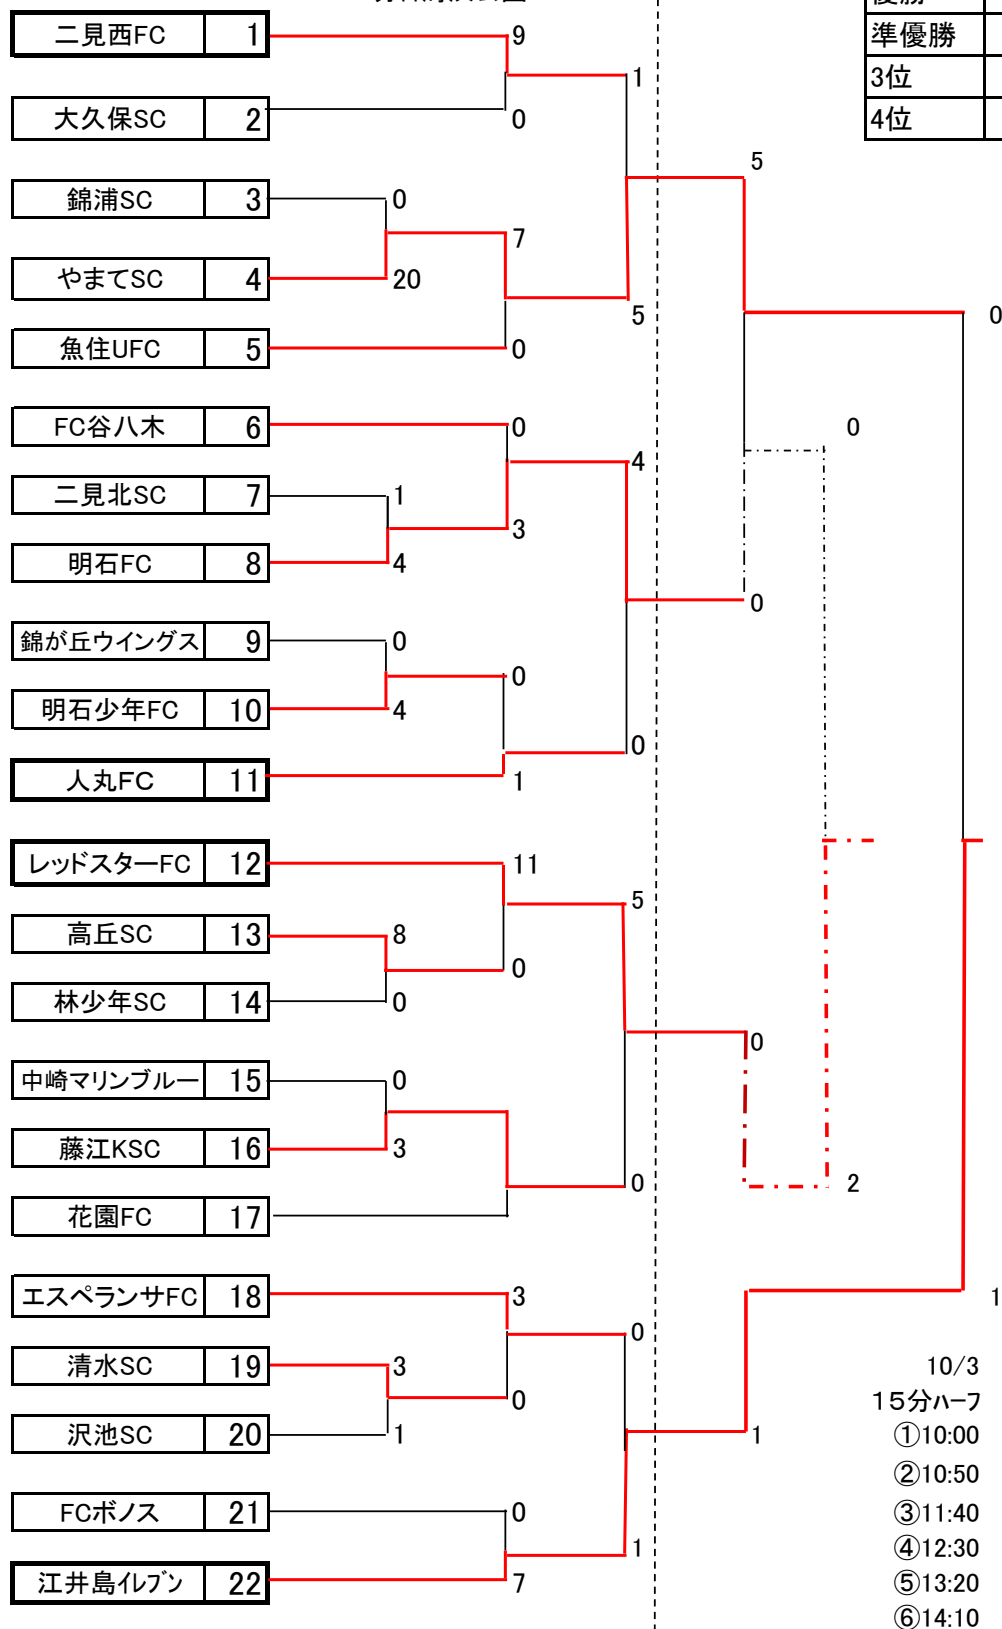 準優勝
3位
4位
二見西FC 1
9
1
大久保SC 2
0
5
錦浦SC 3
0
7
やまてSC 4
20
5
0
魚住UFC 5
0
FC谷八木 6
0
0
4
二見北SC 7
1
3
明石FC 8
4
0
錦が丘ウイングス 9
0
0
明石少年FC 10
4
0
人丸FC 11
1
レッドスターFC 12
11
5
高丘SC 13
8
0
林少年SC 14
0
0
中崎マリンブルー 15
0
藤江KSC 16
3
0
2
花園FC 17
エスペランサFC 18
3
1
0
清水SC 19
3
10/3
0
15分ハーフ
沢池SC 20
1
1
①10:00
②10:50
FCボノス 21
0
③11:40
1
④12:30
江井島イレブン 22
7
⑤13:20
⑥14:10